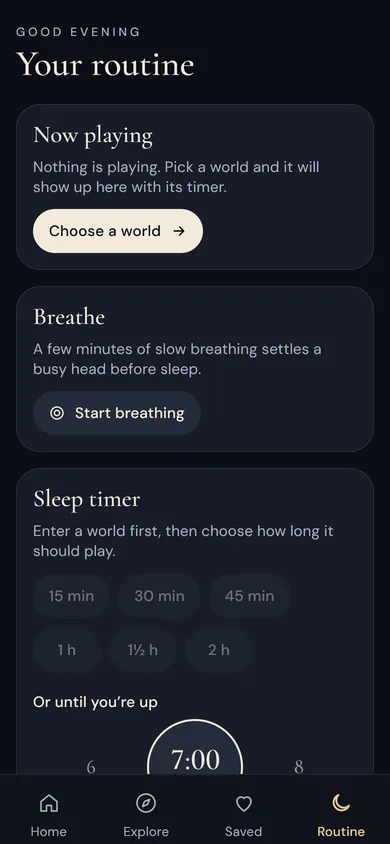 GOOD EVENING
Your routine
Now playing
Nothing is playing. Pick a world and it will
show up here with its timer.
Choose a world →
Breathe
A few minutes of slow breathing settles a
busy head before sleep.
Start breathing
Sleep timer
Enter a world first, then choose how long it
should play.
15 min 30 min 45 min
1 h 1½ h 2 h
Or until you’re up
6 7:00 8
Home Explore Saved Routine